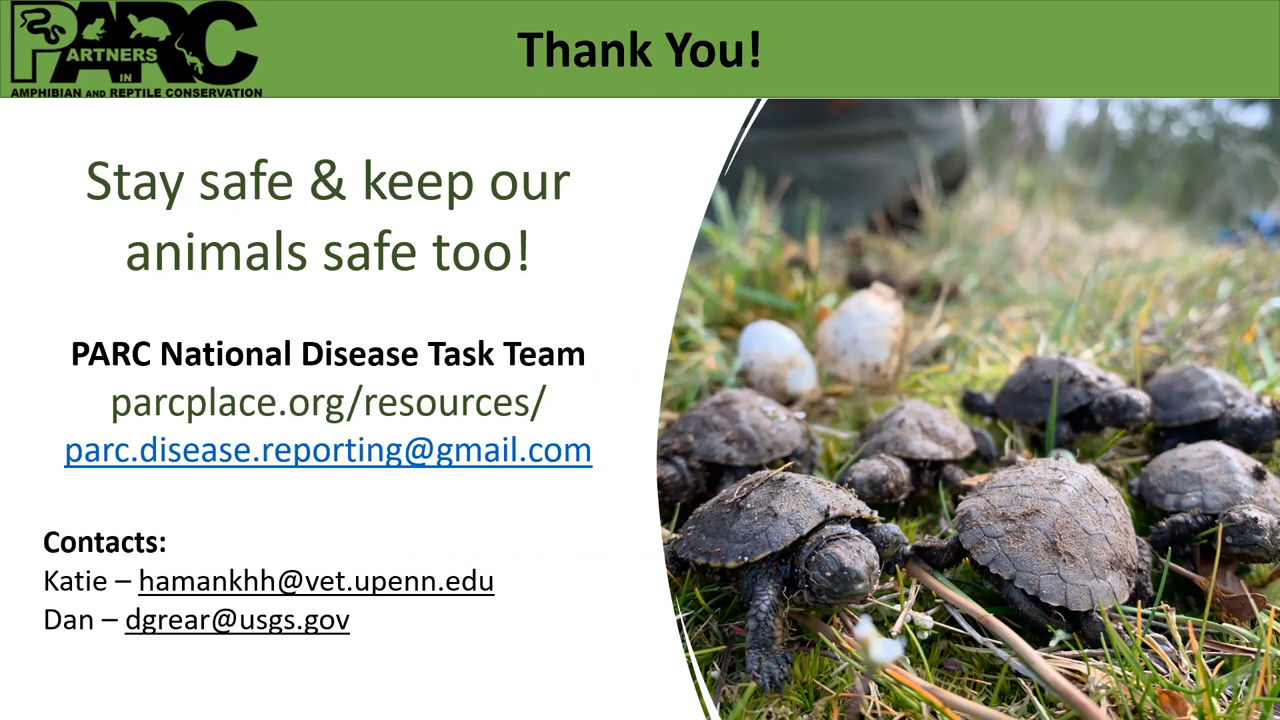 PARC
PARTNERS
IN
AMPHIBIAN AND REPTILE CONSERVATION
Thank You!
Stay safe & keep our
animals safe too!
PARC National Disease Task Team
parcplace.org/resources/
parc.disease.reporting@gmail.com
Contacts:
Katie – hamankhh@vet.upenn.edu
Dan – dgrear@usgs.gov